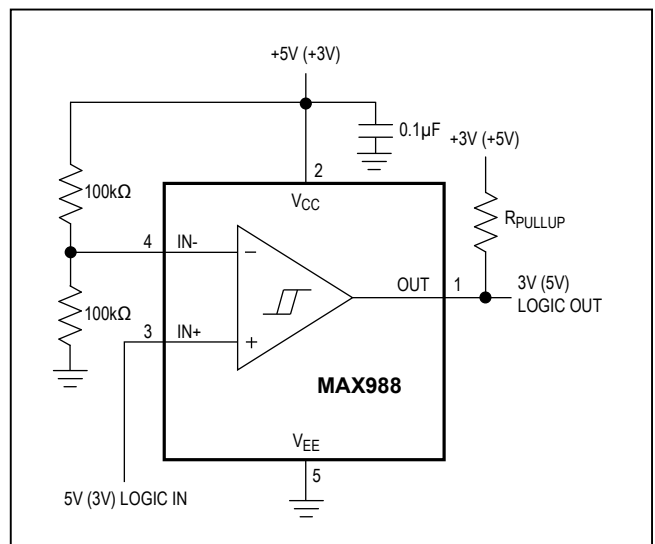 +5V (+3V)
0.1µF
+3V (+5V)
2
VCC
100kΩ
RPULLUP
4 IN-
−
OUT 1
3V (5V)
LOGIC OUT
100kΩ
3 IN+
+
MAX988
VEE
5
5V (3V) LOGIC IN